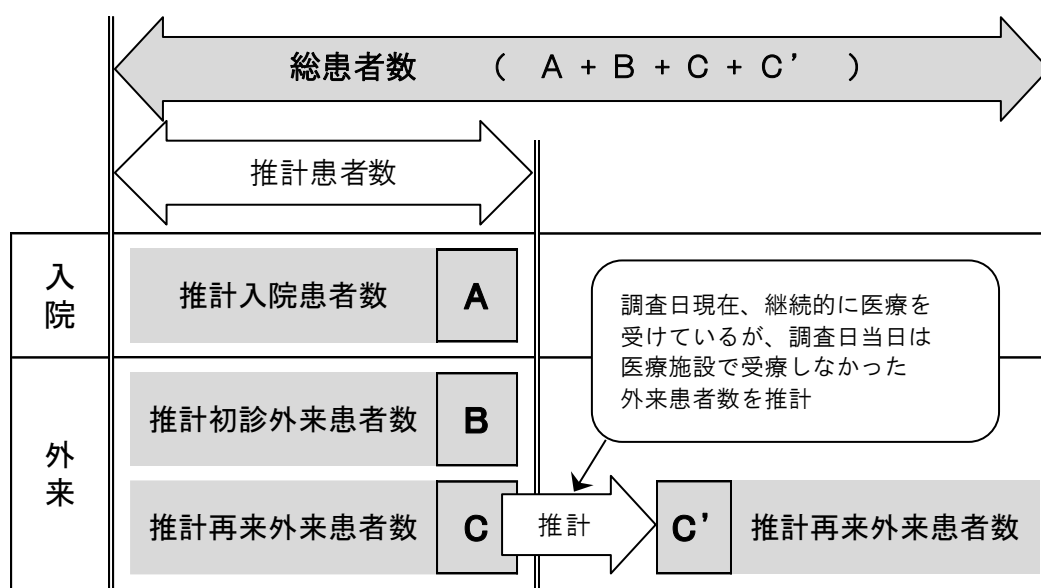 総患者数 （ A + B + C + C’ ）
推計患者数
入院
推計入院患者数 A
調査日現在、継続的に医療を
受けているが、調査日当日は
医療施設で受療しなかった
外来患者数を推計
外来
推計初診外来患者数 B
推計再来外来患者数 C 推計 C’ 推計再来外来患者数